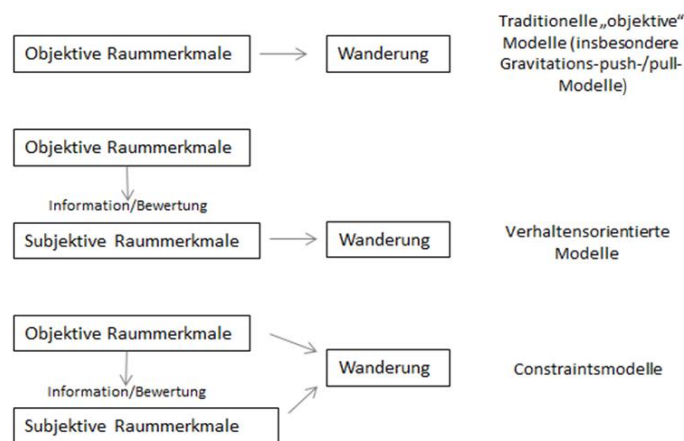 Objektive Raummerkmale
Wanderung
Traditionelle „objektive“
Modelle (insbesondere
Gravitations-push-/pull-
Modelle)
Objektive Raummerkmale
Information/Bewertung
Subjektive Raummerkmale
Wanderung
Verhaltensorientierte
Modelle
Objektive Raummerkmale
Information/Bewertung
Subjektive Raummerkmale
Wanderung
Constraintsmodelle